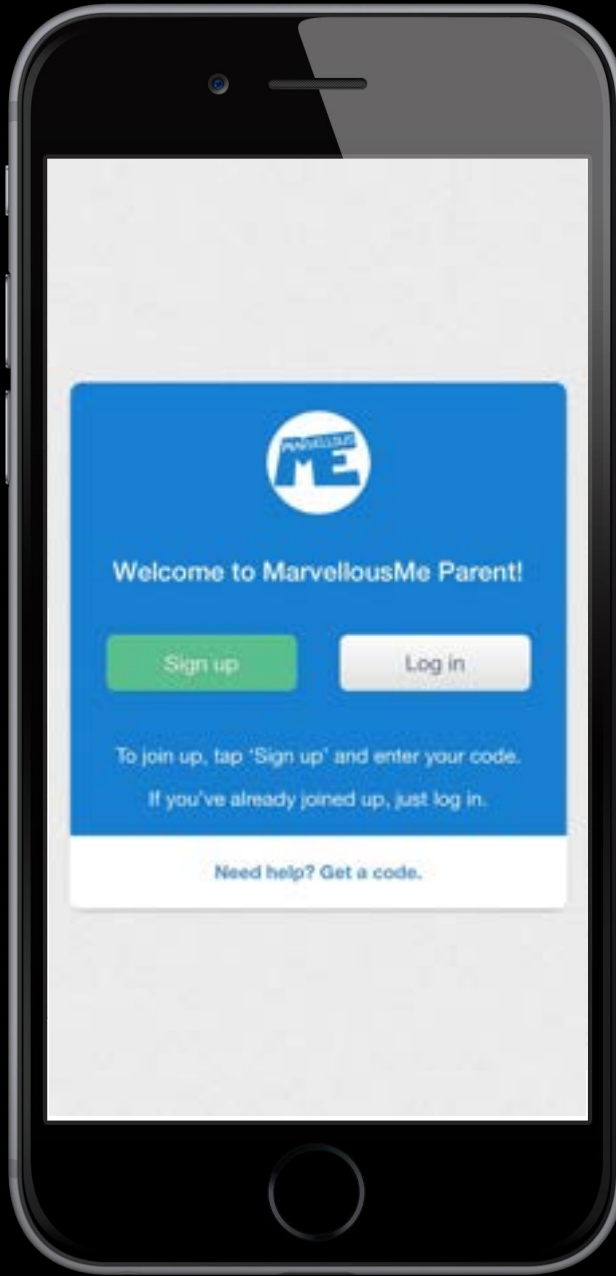 MARVELLOUS
ME
Welcome to MarvellousMe Parent!
Sign up
Log in
To join up, tap 'Sign up' and enter your code.
If you've already joined up, just log in.
Need help? Get a code.